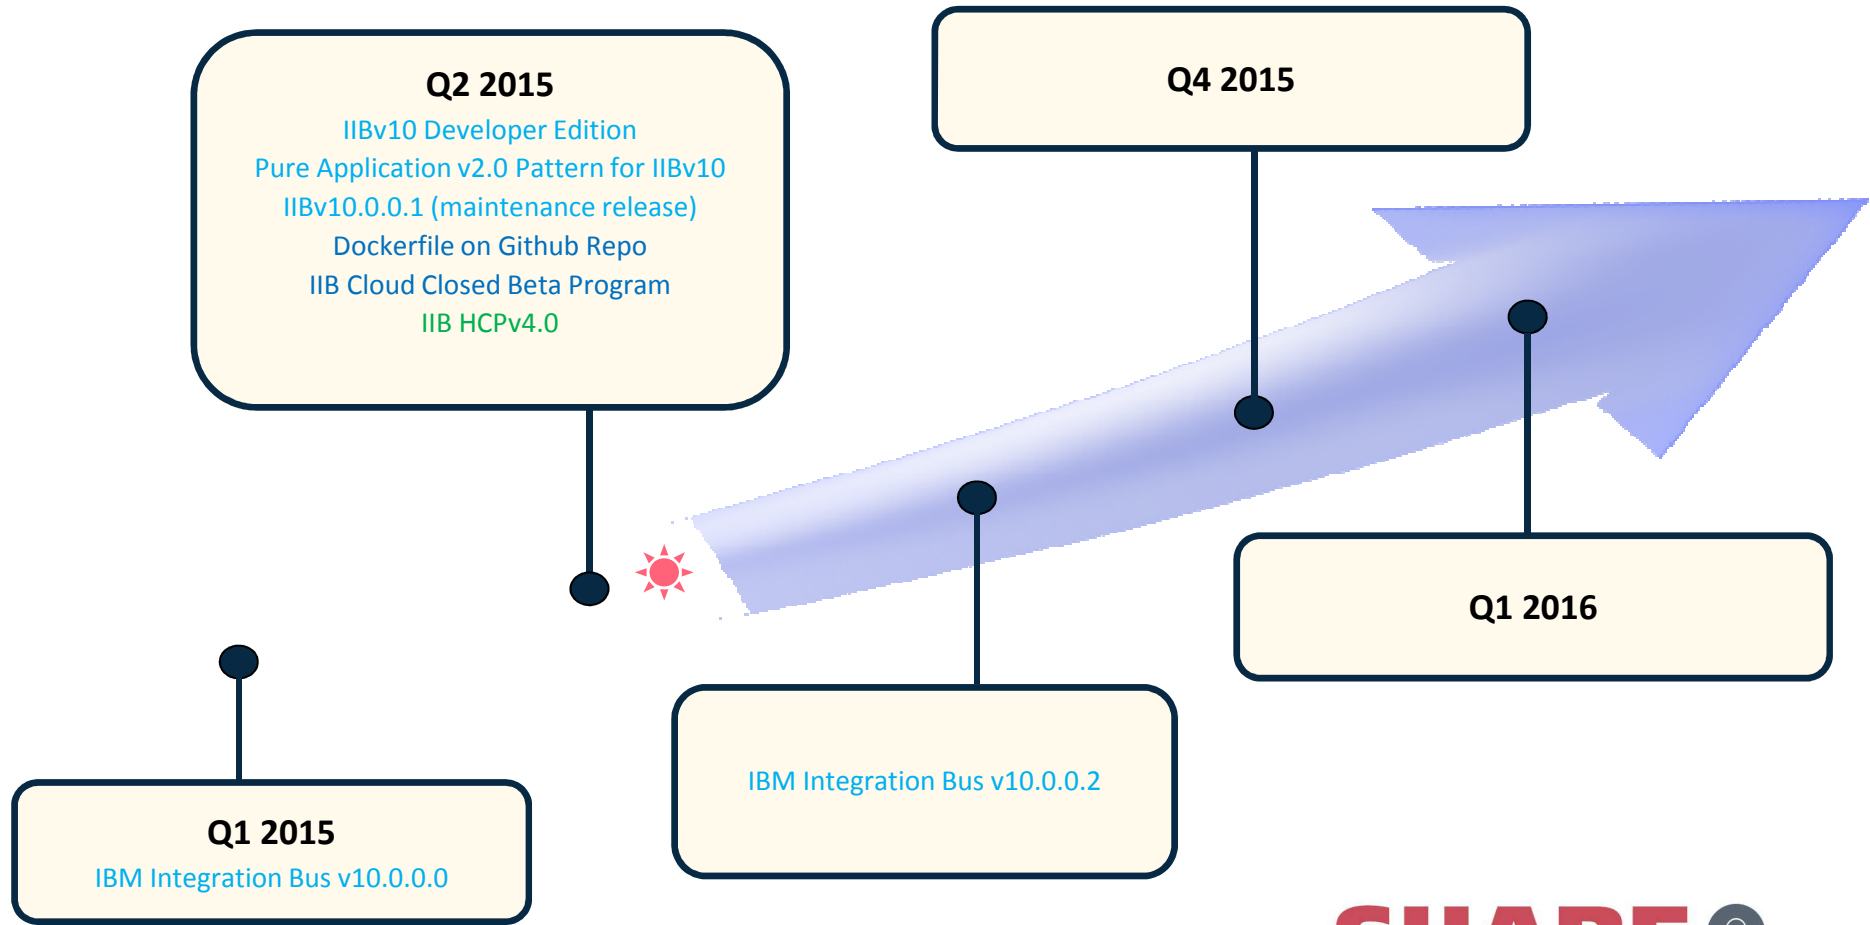 Q2 2015
IIBv10 Developer Edition
Pure Application v2.0 Pattern for IIBv10
IIBv10.0.0.1 (maintenance release)
Dockerfile on Github Repo
IIB Cloud Closed Beta Program
IIB HCPv4.0
Q4 2015
Q1 2016
IBM Integration Bus v10.0.0.2
Q1 2015
IBM Integration Bus v10.0.0.0
SHARE